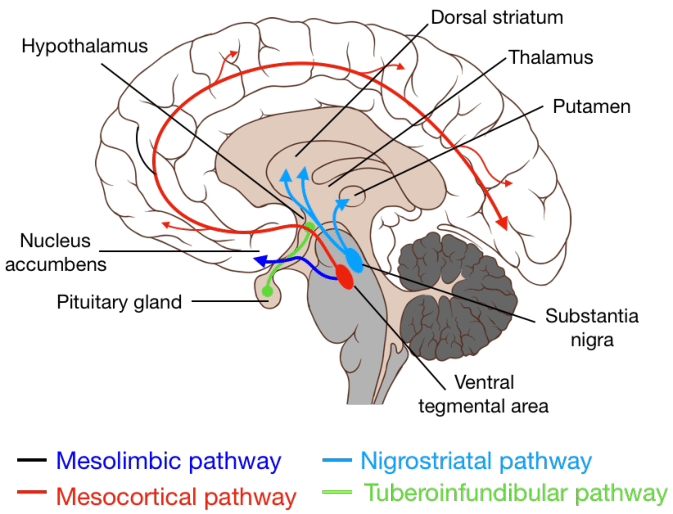 Dorsal striatum
Hypothalamus
Thalamus
Putamen
Nucleus
accumbens
Pituitary gland
Substantia
nigra
Ventral
tegmental area
Mesolimbic pathway
Nigrostriatal pathway
Mesocortical pathway
Tuberoinfundibular pathway